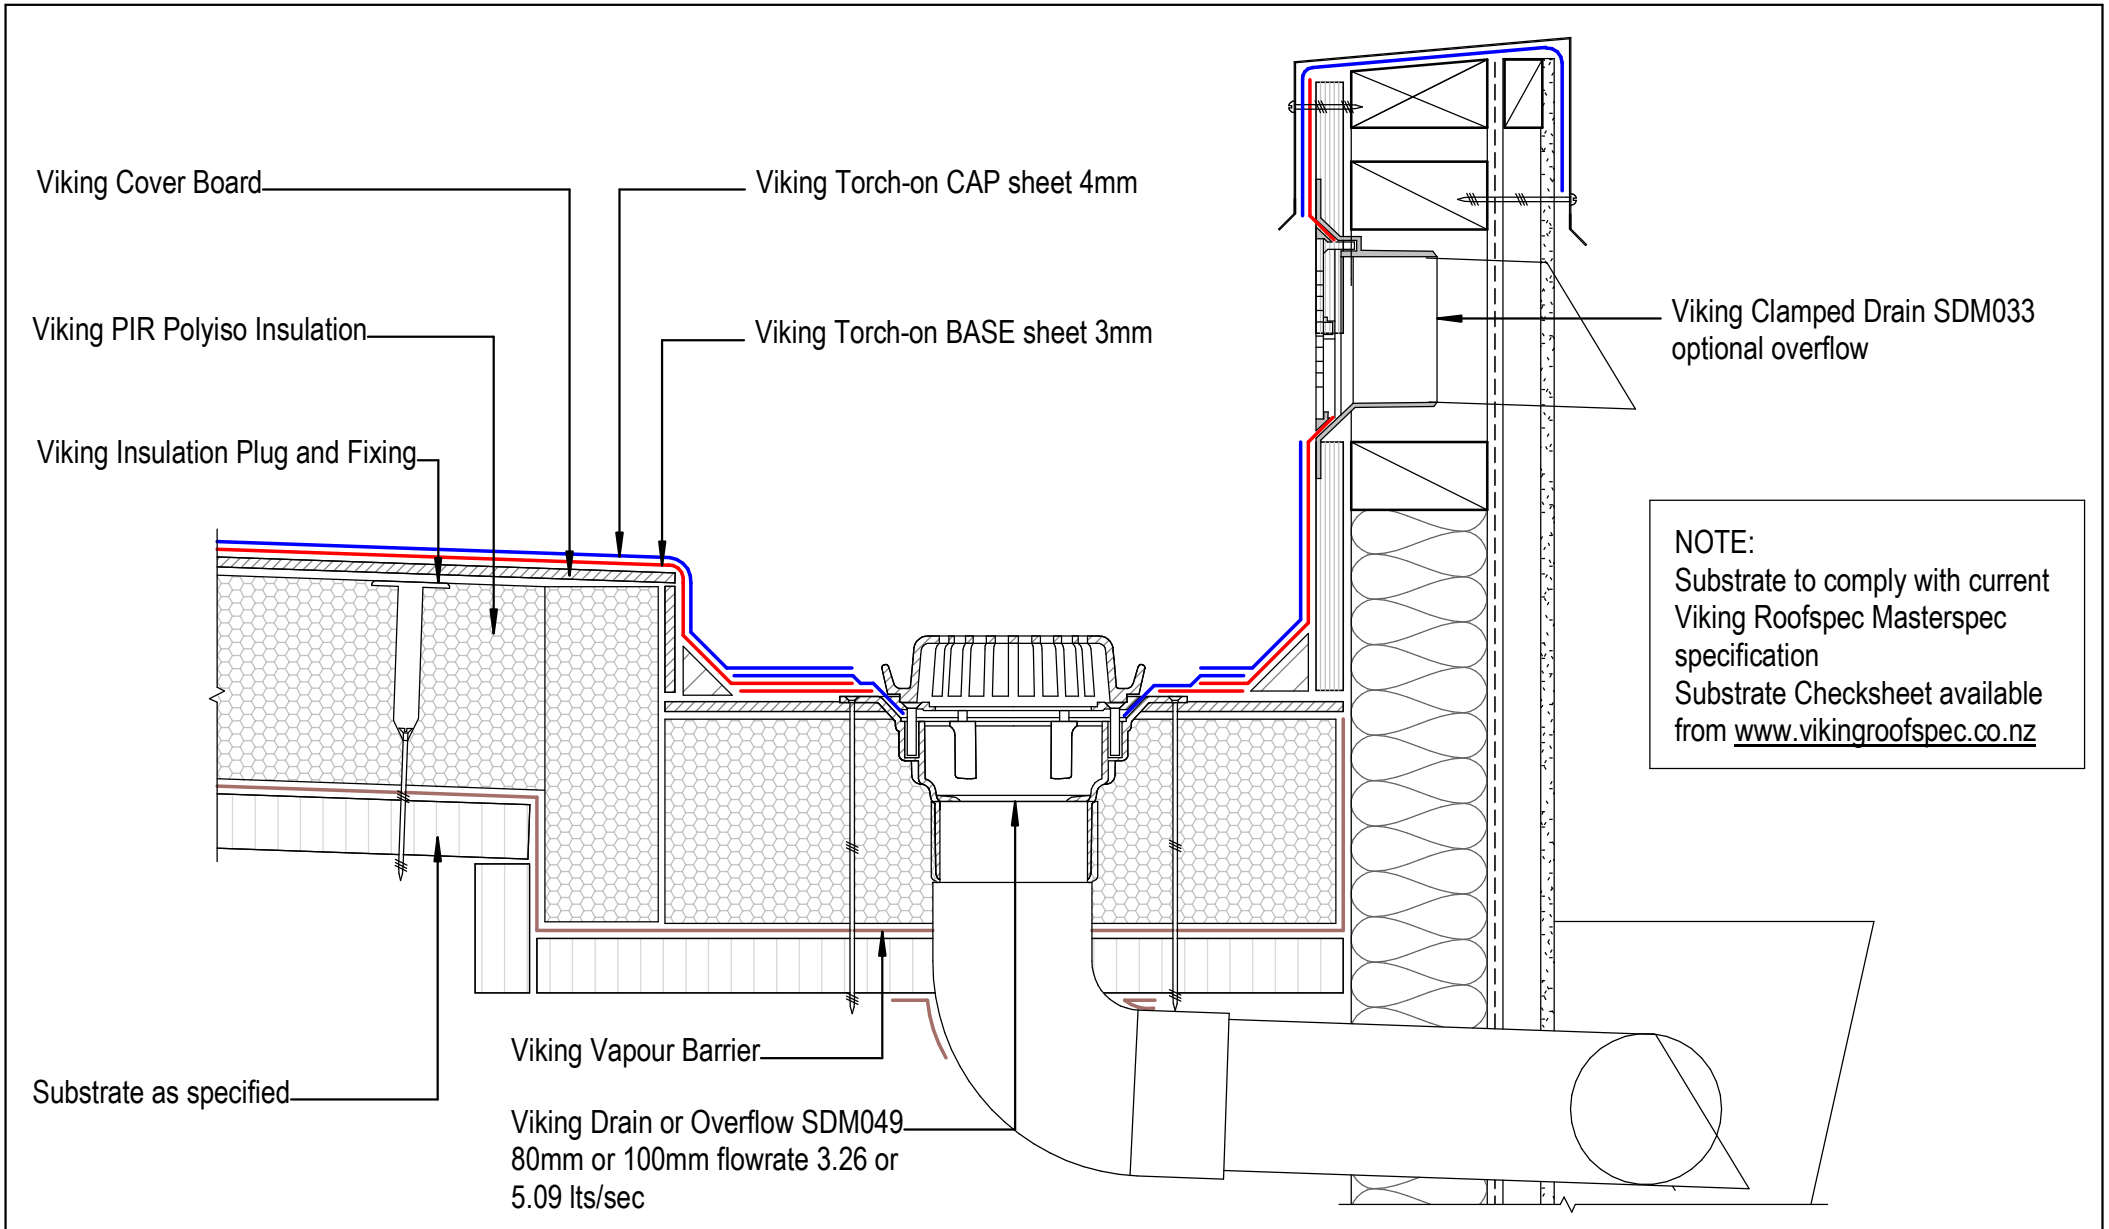 Viking Cover Board
Viking Torch-on CAP sheet 4mm
Viking PIR Polyiso Insulation
Viking Torch-on BASE sheet 3mm
Viking Clamped Drain SDM033
optional overflow
Viking Insulation Plug and Fixing
NOTE:
Substrate to comply with current
Viking Roofspec Masterspec
specification
Substrate Checksheet available
from www.vikingroofspec.co.nz
Viking Vapour Barrier
Substrate as specified
Viking Drain or Overflow SDM049
80mm or 100mm flowrate 3.26 or
5.09 lts/sec